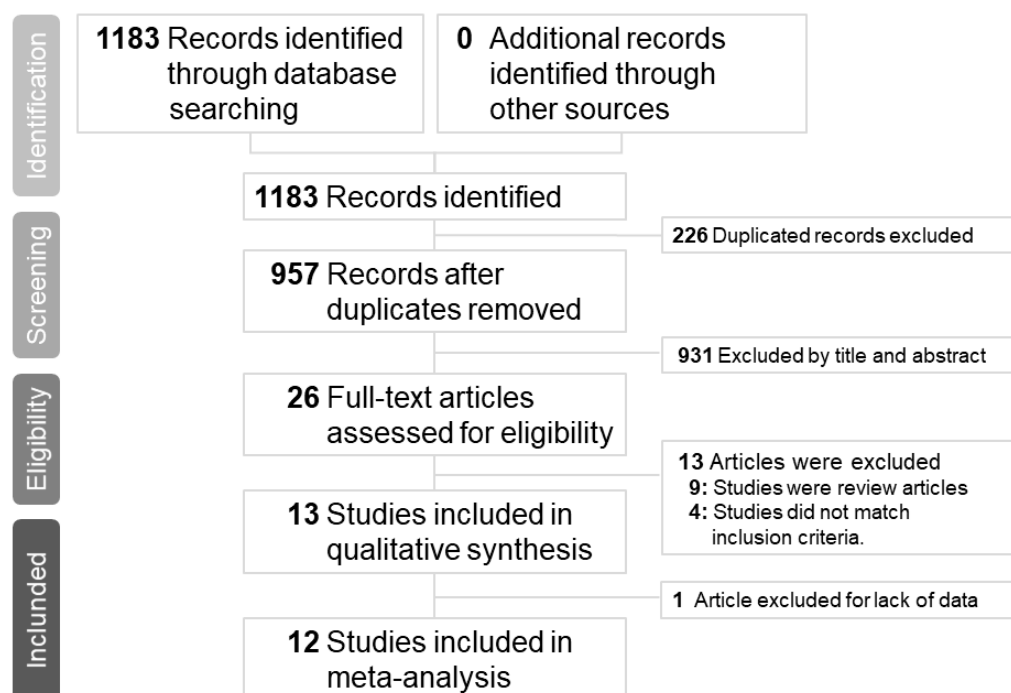 Identification
1183 Records identified
through database
searching
0 Additional records
identified through
other sources
1183 Records identified
Screening
226 Duplicated records excluded
957 Records after
duplicates removed
931 Excluded by title and abstract
Eligibility
26 Full-text articles
assessed for eligibility
13 Articles were excluded
9: Studies were review articles
4: Studies did not match
inclusion criteria.
13 Studies included in
qualitative synthesis
Inclunded
1 Article excluded for lack of data
12 Studies included in
meta-analysis